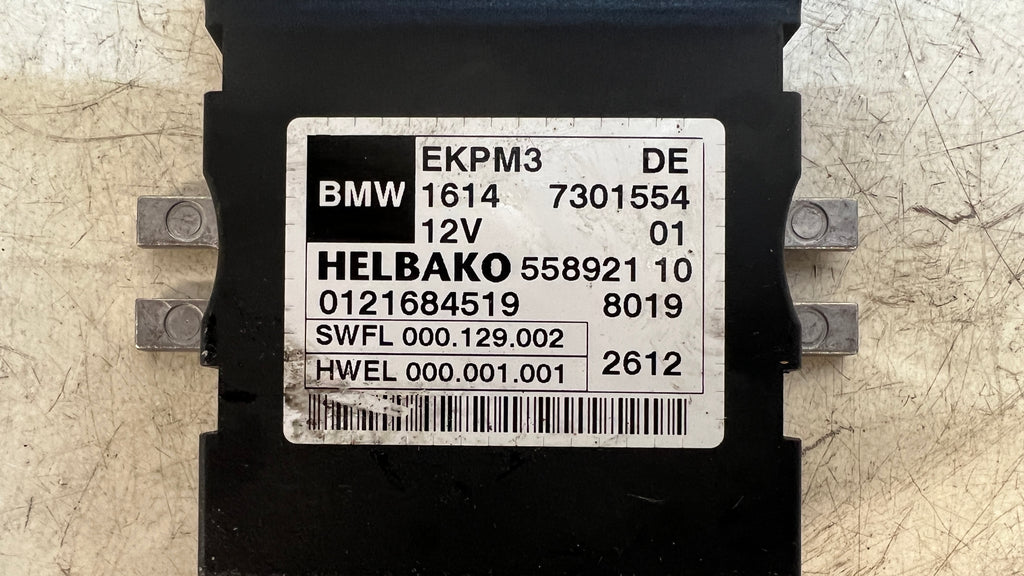 EKPM3 DE
BMW 1614 7301554
12V 01
HELBAKO 558921 10
0121684519 8019
SWFL 000.129.002
HWEL 000.001.001
2612